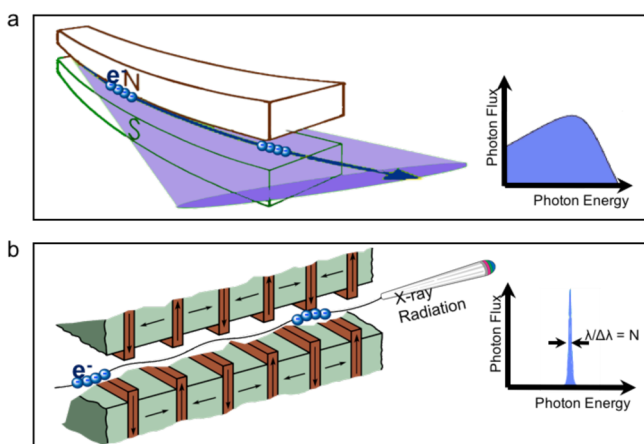 a
e⁻
N
S
Photon Flux
Photon Energy
b
e-
X-ray
Radiation
Photon Flux
λ/Δλ = N
Photon Energy